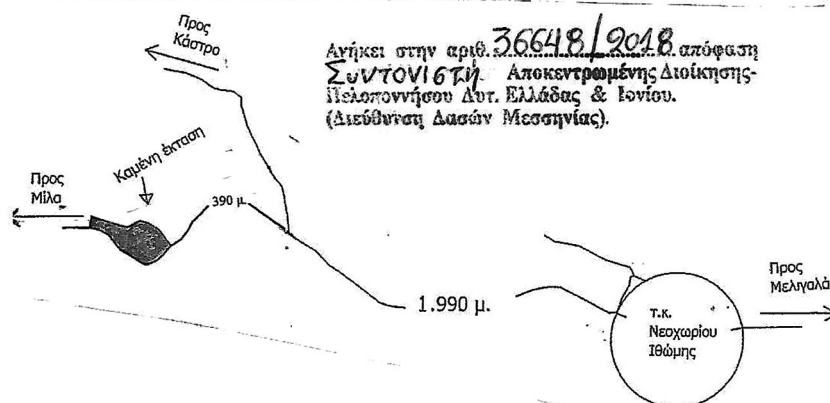 Προς
Κάστρο
Ανήκει στην αριθ. 36648/2018 απόφαση
Συντονιστή Αποκεντρωμένης Διοίκησης-
Πελοποννήσου Δυτ. Ελλάδας & Ιονίου.
(Διεύθυνση Δασών Μεσσηνίας).
Καμένη έκταση
Προς
Μίλα
390 μ.
1.990 μ.
Προς
Μελιγαλά
τ.κ.
Νεοχωρίου
Ιθώμης